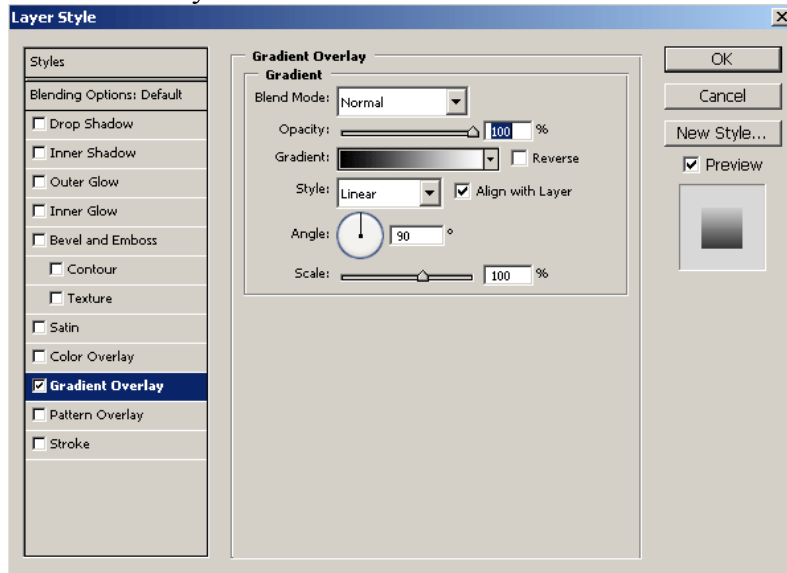 Layer Style
Styles
Blending Options: Default
Drop Shadow
Inner Shadow
Outer Glow
Inner Glow
Bevel and Emboss
Contour
Texture
Satin
Color Overlay
Gradient Overlay
Pattern Overlay
Stroke
Gradient Overlay
Gradient
Blend Mode: Normal
Opacity: 100 %
Gradient: Reverse
Style: Linear Align with Layer
Angle: 90 °
Scale: 100 %
OK
Cancel
New Style...
Preview